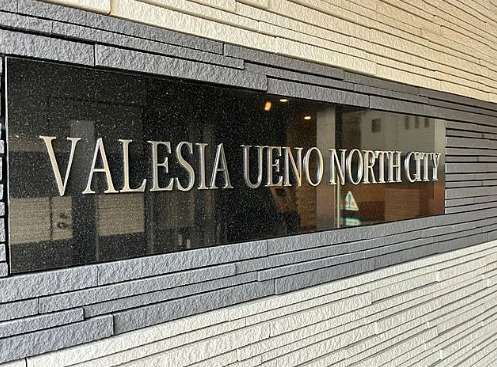 VALESIA UENO NORTH CITY